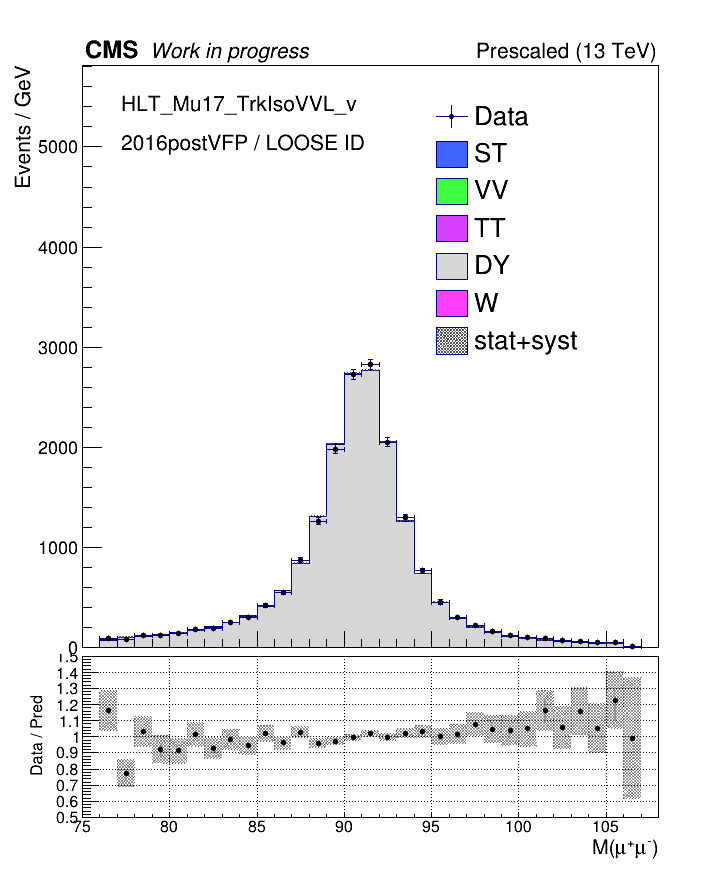 CMS Work in progress Prescaled (13 TeV)
Events / GeV
HLT_Mu17_TrkIsoVVL_v
2016postVFP / LOOSE ID
Data
ST
VV
TT
DY
W
stat+syst
5000
4000
3000
2000
1000
0
Data / Pred
1.5
1.4
1.3
1.2
1.1
1
0.9
0.8
0.7
0.6
0.5
75 80 85 90 95 100 105
M(μ⁺μ⁻)